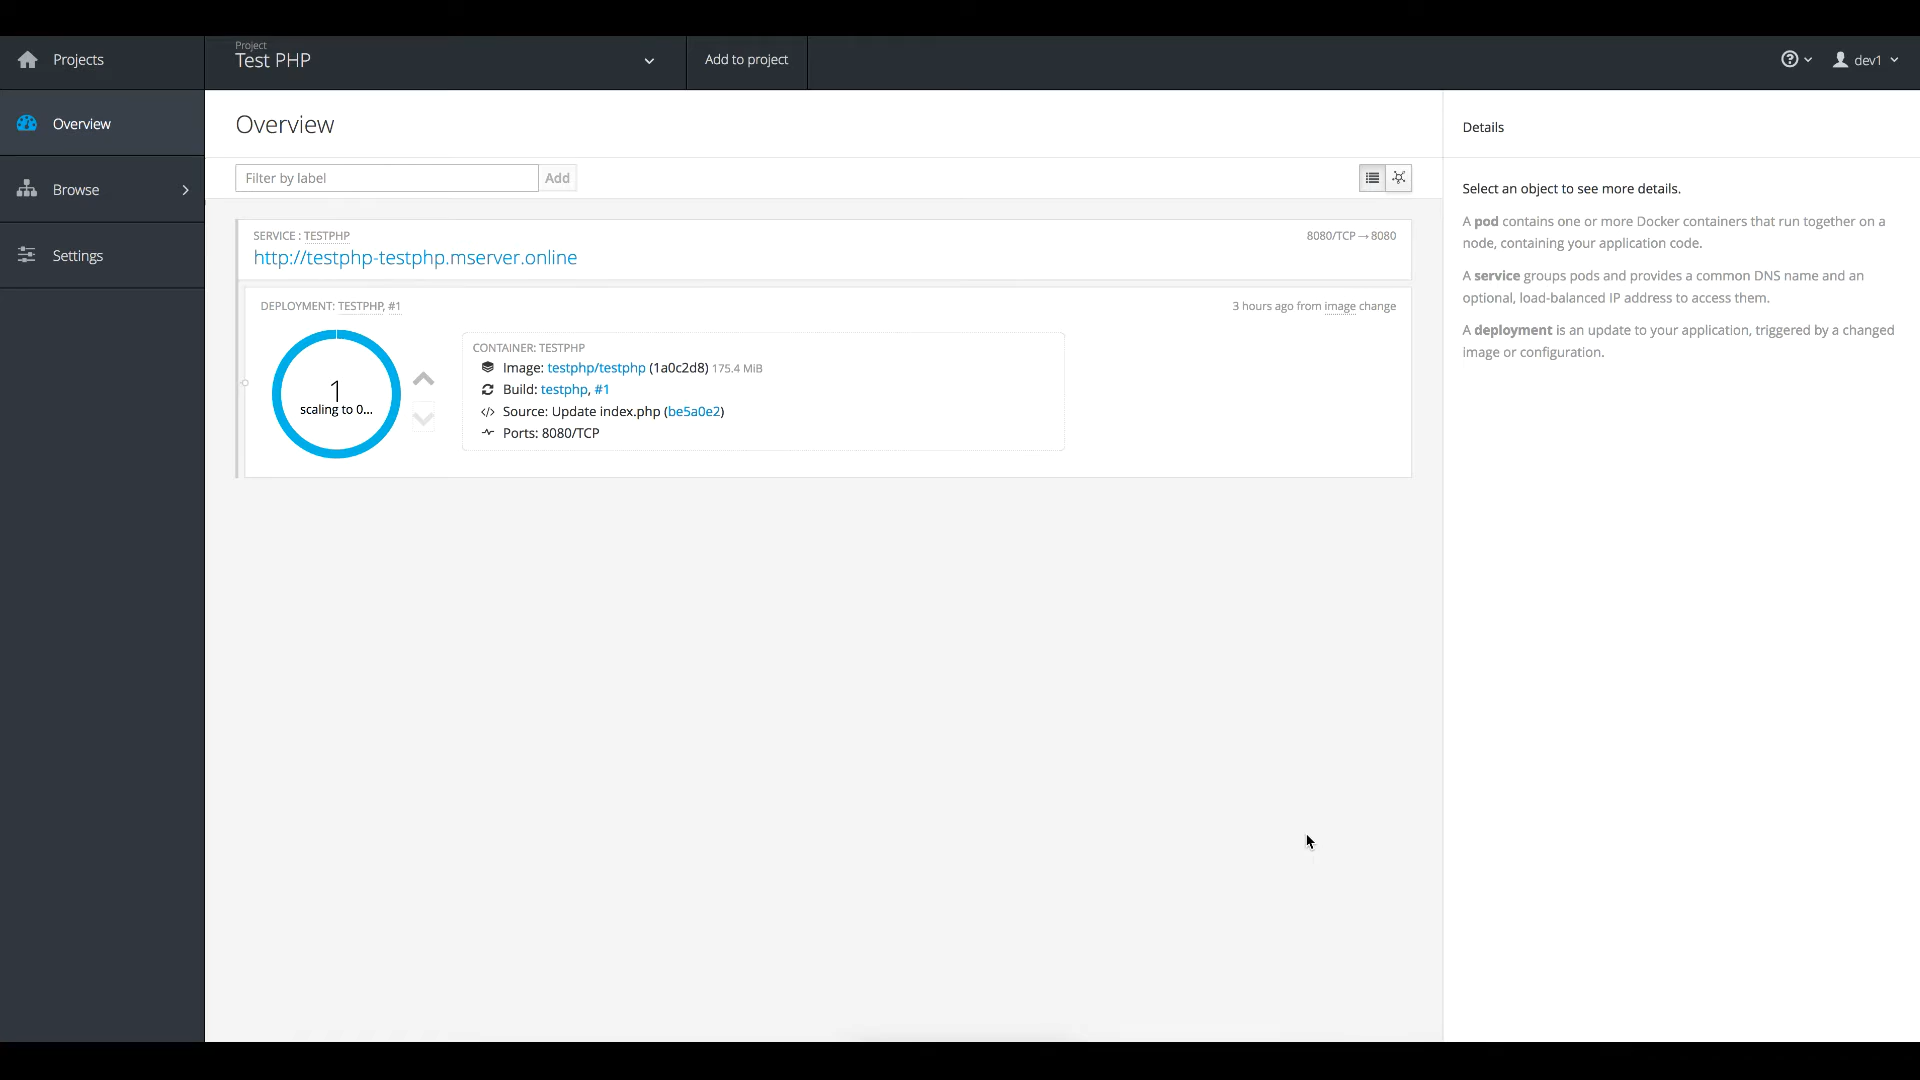 Projects
Project
Test PHP
Add to project
dev1
Overview
Browse
Settings
Overview
Filter by label
Add
SERVICE : TESTPHP
8080/TCP → 8080
http://testphp-testphp.mserver.online
DEPLOYMENT: TESTPHP, #1
3 hours ago from image change
1
scaling to 0...
CONTAINER: TESTPHP
Image: testphp/testphp (1a0c2d8) 175.4 MiB
Build: testphp, #1
Source: Update index.php (be5a0e2)
Ports: 8080/TCP
Details
Select an object to see more details.
A pod contains one or more Docker containers that run together on a
node, containing your application code.
A service groups pods and provides a common DNS name and an
optional, load-balanced IP address to access them.
A deployment is an update to your application, triggered by a changed
image or configuration.